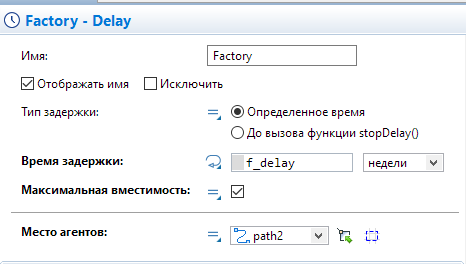 Factory - Delay
Имя: Factory
Отображать имя Исключить
Тип задержки: Определенное время
До вызова функции stopDelay()
Время задержки: f_delay недели
Максимальная вместимость:
Место агентов: path2